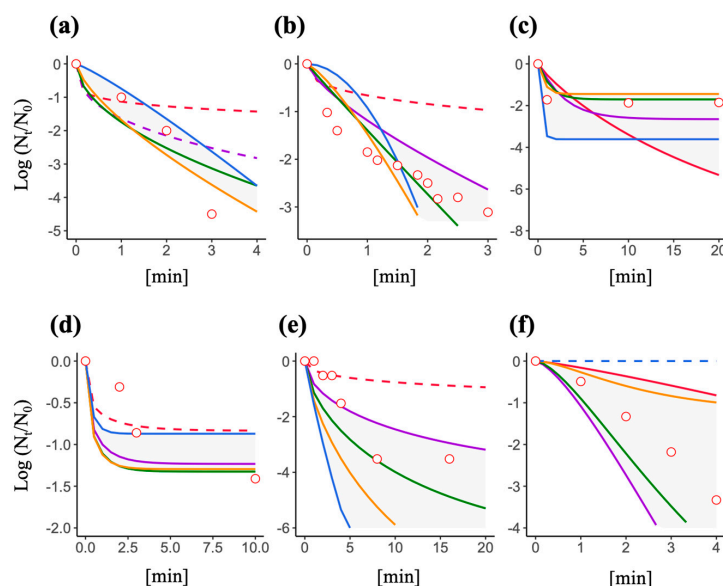 (a)
(b)
(c)
Log (Nt/N0)
0
-1
-2
-3
-4
-5
0 1 2 3 4
[min]
0
-1
-2
-3
0 1 2 3
[min]
0
-2
-4
-6
-8
0 5 10 15 20
[min]
(d)
(e)
(f)
Log (Nt/N0)
0.0
-0.5
-1.0
-1.5
-2.0
0.0 2.5 5.0 7.5 10.0
[min]
0
-2
-4
-6
0 5 10 15 20
[min]
0
-1
-2
-3
-4
0 1 2 3 4
[min]